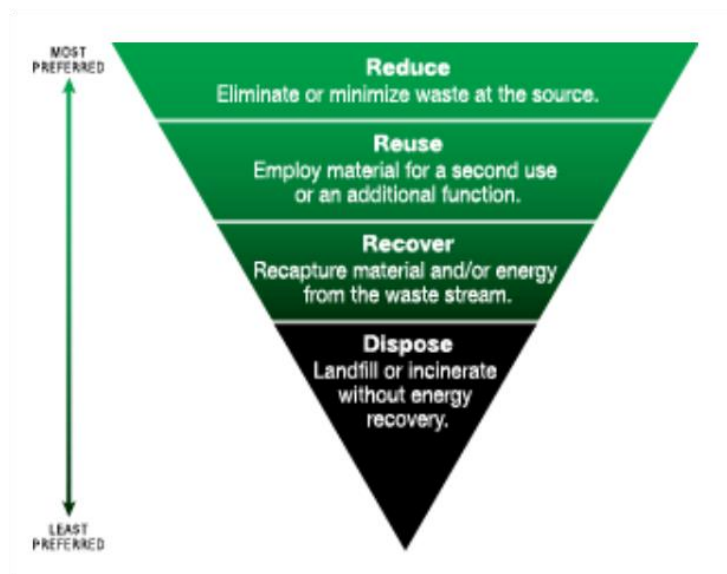 MOST
PREFERRED
Reduce
Eliminate or minimize waste at the source.
Reuse
Employ material for a second use
or an additional function.
Recover
Recapture material and/or energy
from the waste stream.
Dispose
Landfill or incinerate
without energy
recovery.
LEAST
PREFERRED